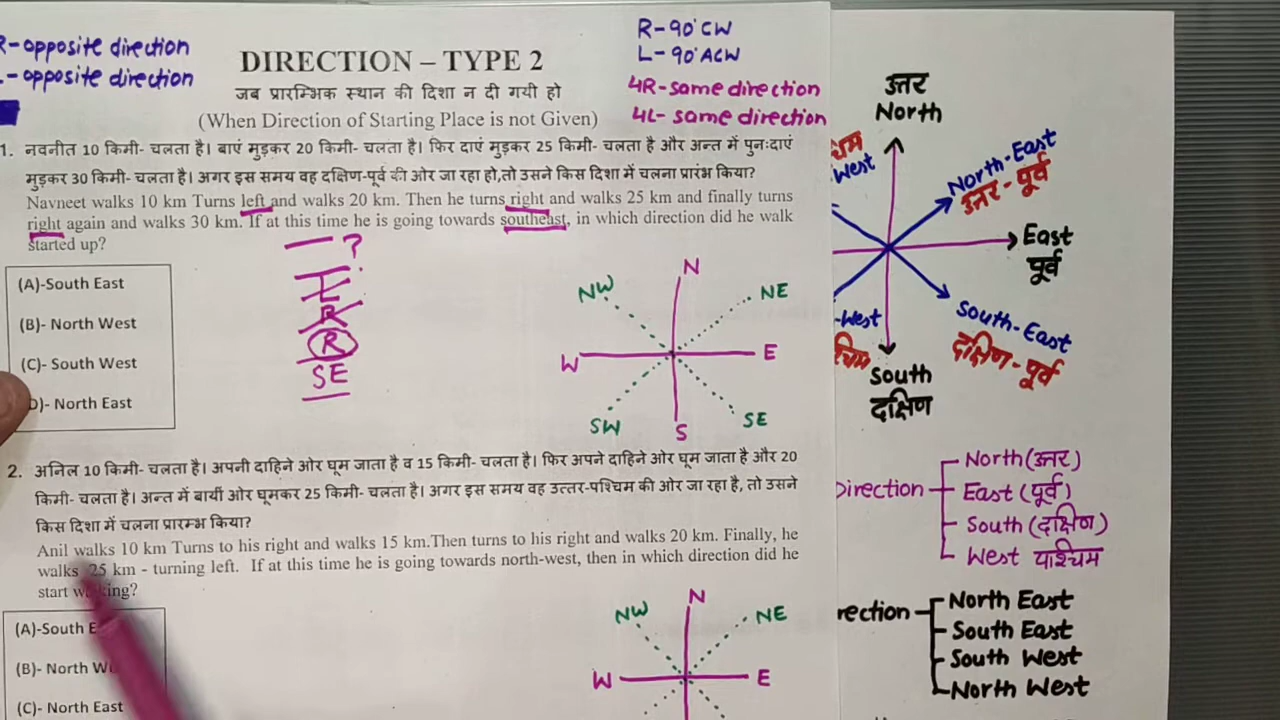 R-opposite direction
L-opposite direction
DIRECTION – TYPE 2
जब प्रारम्भिक स्थान की दिशा न दी गयी हो
(When Direction of Starting Place is not Given)
R-90°CW
L-90°ACW
4R-same direction
4L- same direction
1. नवनीत 10 किमी- चलता है। बाएं मुड़कर 20 किमी- चलता है। फिर दाएं मुड़कर 25 किमी- चलता है और अन्त में पुनःदाएं
मुड़कर 30 किमी- चलता है। अगर इस समय वह दक्षिण-पूर्व की ओर जा रहा हो,तो उसने किस दिशा में चलना प्रारंभ किया?
Navneet walks 10 km Turns left and walks 20 km. Then he turns right and walks 25 km and finally turns
right again and walks 30 km. If at this time he is going towards southeast, in which direction did he walk
started up?
(A)-South East
(B)- North West
(C)- South West
D)- North East
?
L
R
R
SE
N
NW
NE
W
E
SW
SE
S
2. अनिल 10 किमी- चलता है। अपनी दाहिने ओर घूम जाता है व 15 किमी- चलता है। फिर अपने दाहिने ओर घूम जाता है और 20
किमी- चलता है। अन्त में बायीं ओर घूमकर 25 किमी- चलता है। अगर इस समय वह उत्तर-पश्चिम की ओर जा रहा है, तो उसने
किस दिशा में चलना प्रारम्भ किया?
Anil walks 10 km Turns to his right and walks 15 km.Then turns to his right and walks 20 km. Finally, he
walks 25 km - turning left. If at this time he is going towards north-west, then in which direction did he
start walking?
(A)-South E
(B)- North W
(C)- North East
N
NW
NE
W
E
उत्तर
North
West
North-East
उत्तर-पूर्व
East
पूर्व
-West
South-East
दक्षिण-पूर्व
South
दक्षिण
Direction
North (उत्तर)
East (पूर्व)
South (दक्षिण)
West पश्चिम
rection
North East
South East
South West
North West